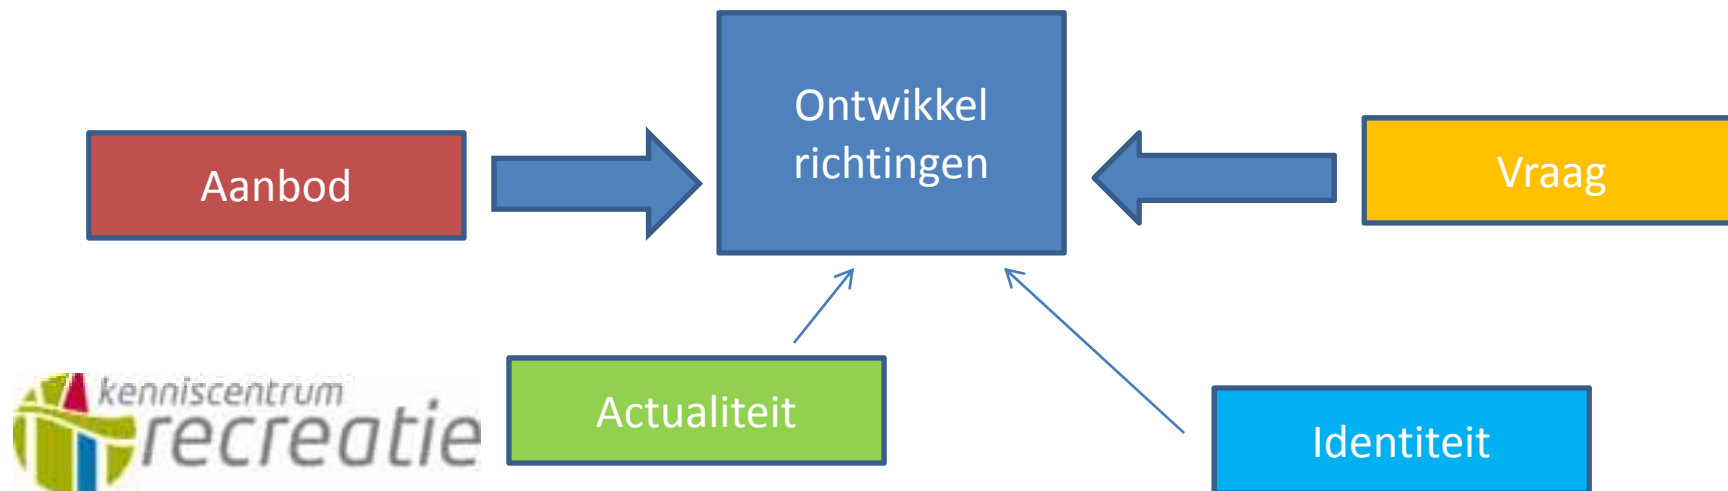 Ontwikkel
richtingen
Aanbod
Vraag
kenniscentrum
recreatie
Actualiteit
Identiteit